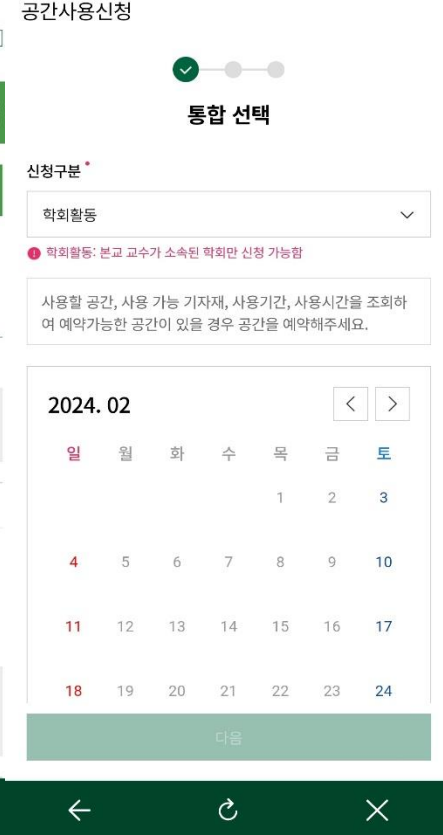 공간사용신청
통합 선택
신청구분 *
학회활동
학회활동: 본교 교수가 소속된 학회만 신청 가능함
사용할 공간, 사용 가능 기자재, 사용기간, 사용시간을 조회하
여 예약가능한 공간이 있을 경우 공간을 예약해주세요.
2024. 02
일 월 화 수 목 금 토
1 2 3
4 5 6 7 8 9 10
11 12 13 14 15 16 17
18 19 20 21 22 23 24
다음